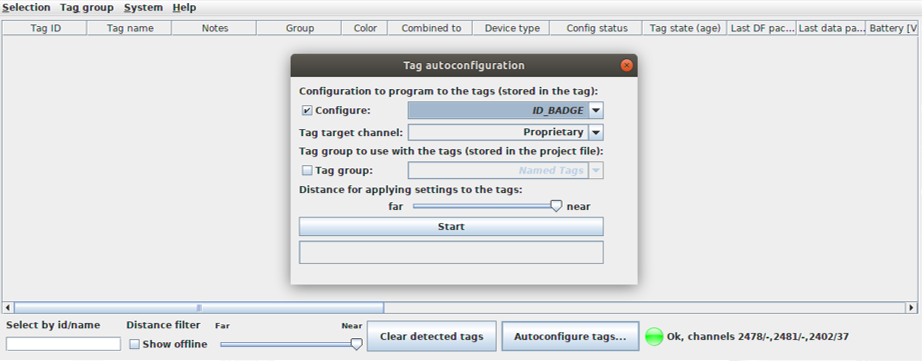 Selection Tag group System Help
Tag ID Tag name Notes Group Color Combined to Device type Config status Tag state (age) Last DF pac... Last data pa... Battery [V
Tag autoconfiguration
Configuration to program to the tags (stored in the tag):
Configure: ID_BADGE
Tag target channel: Proprietary
Tag group to use with the tags (stored in the project file):
Tag group: Named Tags
Distance for applying settings to the tags:
far near
Start
Select by id/name Distance filter Far Near
Show offline Clear detected tags Autoconfigure tags... Ok, channels 2478/-,2481/-,2402/37